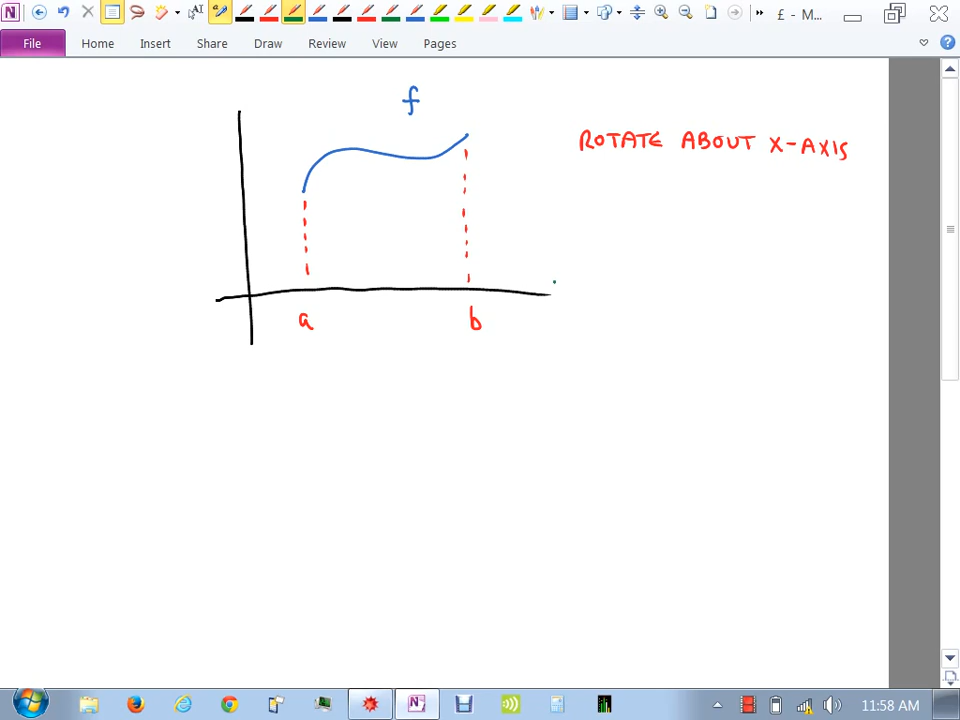 £ - M...
File Home Insert Share Draw Review View Pages
f
ROTATE ABOUT X-AXIS
a b
11:58 AM